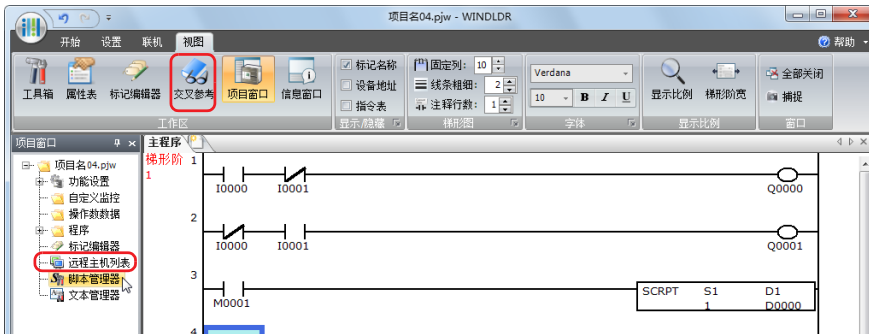 项目名04.pjw - WINDLDR
开始 设置 联机 视图 帮助
工具箱 属性表 标记编辑器 交叉参考 项目窗口 信息窗口
工作区
标记名称
设备地址
指令表
显示/隐藏
固定列: 10
线条粗细: 2
注释行数: 1
梯形图
Verdana
10 B I U
字体
显示比例 梯形阶宽
显示比例
全部关闭
捕捉
窗口
项目窗口
项目名04.pjw
功能设置
自定义监控
操作数数据
程序
标记编辑器
远程主机列表
脚本管理器
文本管理器
主程序
梯形阶 1
1
I0000 I0001 Q0000
2
I0000 I0001 Q0001
3
SCRPT S1 D1
1 D0000
M0001
4